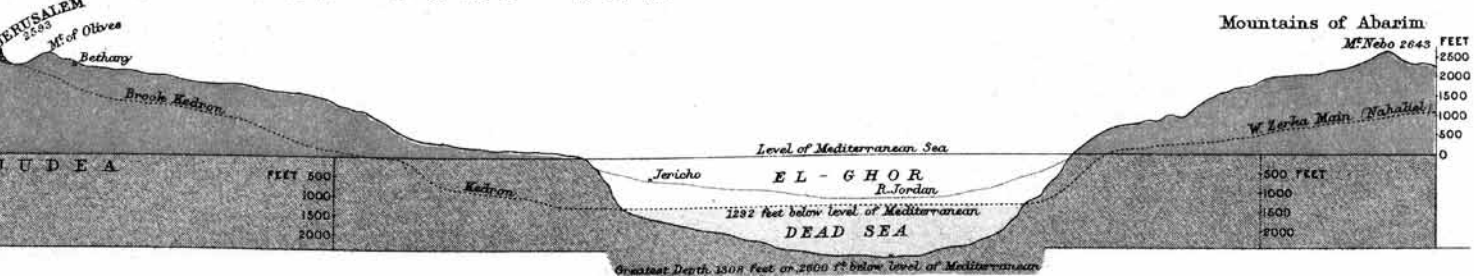 JERUSALEM
2593
Mt. of Olives
Bethany
Brook Kedron
JUDEA
Kedron
FEET 500
1000
1500
2000
Level of Mediterranean Sea
EL-GHOR
Jericho
R. Jordan
1292 feet below level of Mediterranean
DEAD SEA
Greatest Depth 1308 feet or 2600 ft. below level of Mediterranean
Mountains of Abarim
Mt. Nebo 2643
FEET
2500
2000
1500
1000
500
0
W. Zerka Main (Nahaliel)
500 FEET
1000
1500
2000